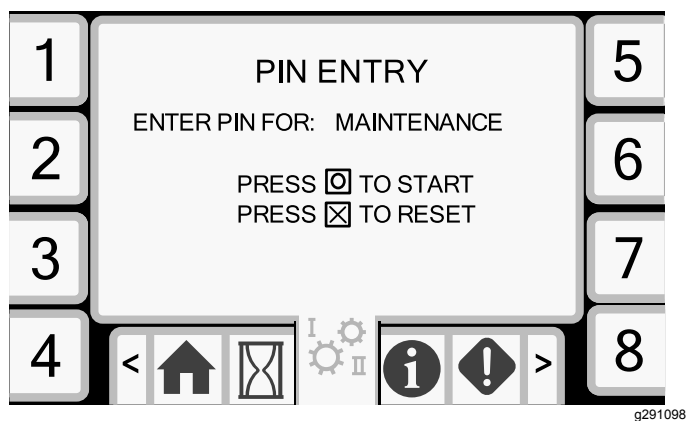 PIN ENTRY
ENTER PIN FOR: MAINTENANCE
PRESS O TO START
PRESS X TO RESET
1
2
3
4
5
6
7
8
<
I
II
i
!
>
g291098